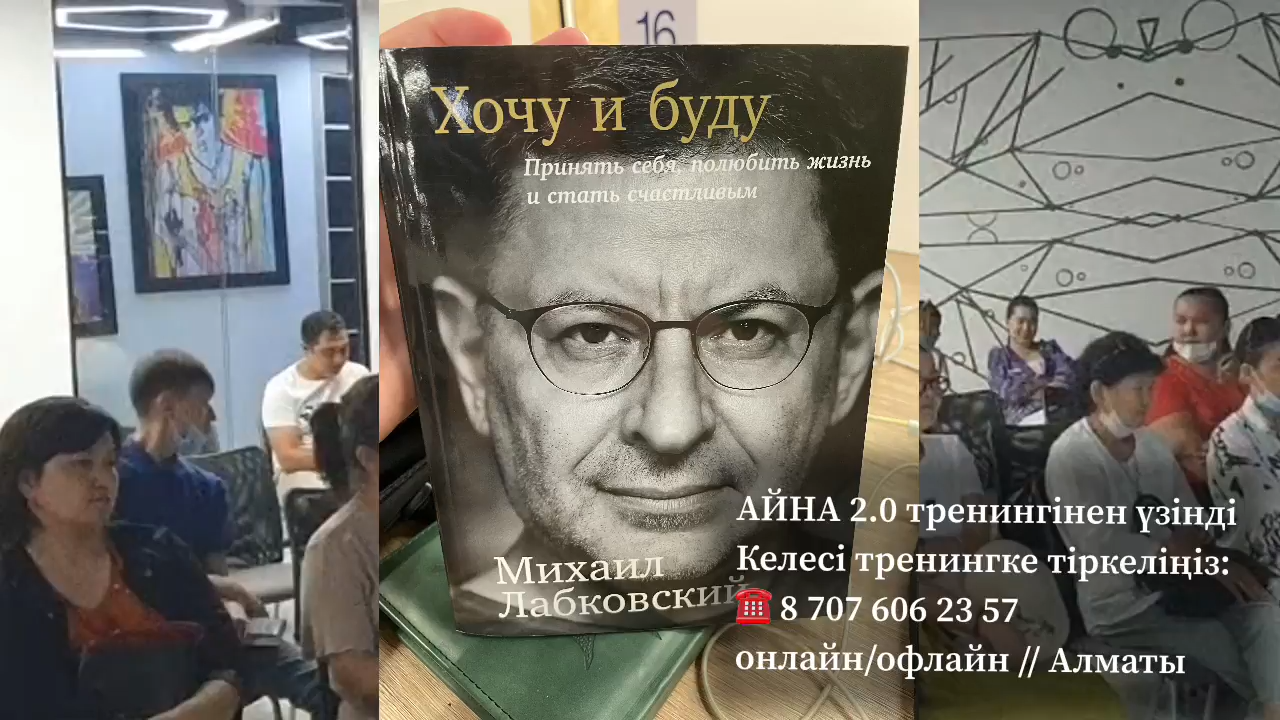 16
Хочу и буду
Принять себя, полюбить жизнь
и стать счастливым
Михаил
Лабковский
АЙНА 2.0 тренингінен үзінді
Келесі тренингке тіркеліңіз:
☎️ 8 707 606 23 57
онлайн/офлайн // Алматы